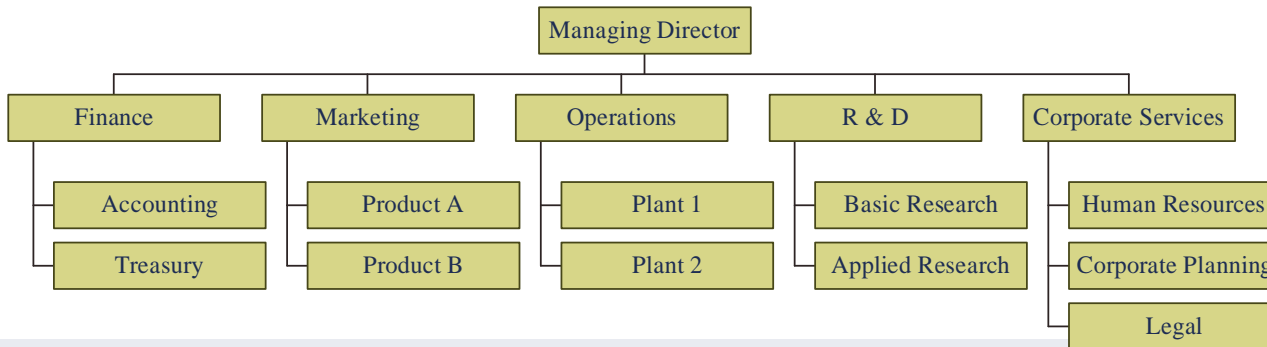 Managing Director
Finance
Marketing
Operations
R & D
Corporate Services
Accounting
Product A
Plant 1
Basic Research
Human Resources
Treasury
Product B
Plant 2
Applied Research
Corporate Planning
Legal